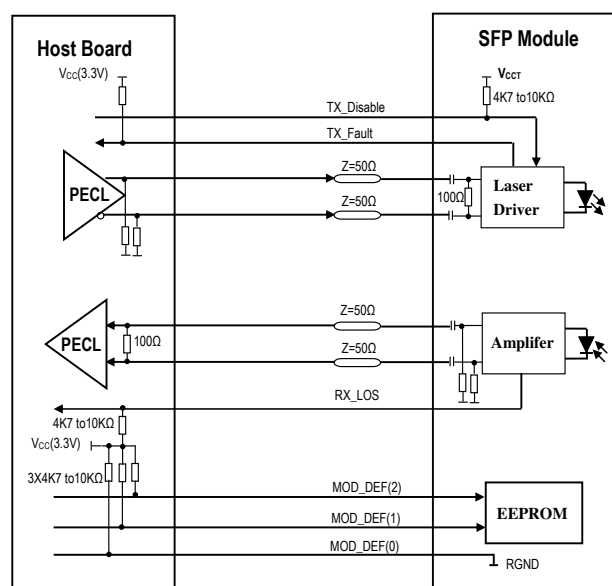 Host Board
SFP Module
VCC(3.3V)
VCCT
4K7 to10KΩ
TX_Disable
TX_Fault
Z=50Ω
PECL
100Ω
Laser
Driver
Z=50Ω
Z=50Ω
PECL
100Ω
Amplifer
Z=50Ω
RX_LOS
4K7 to10KΩ
VCC(3.3V)
3X4K7 to10KΩ
MOD_DEF(2)
EEPROM
MOD_DEF(1)
MOD_DEF(0)
RGND